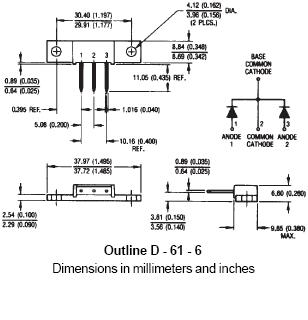 30.40 (1.197)
29.91 (1.177)
4.12 (0.162)
3.96 (0.156)
(2 PLCS.)
DIA.
8.84 (0.348)
8.69 (0.342)
1 2 3
0.89 (0.035)
0.64 (0.025)
11.05 (0.435) REF.
0.395 REF.
1.016 (0.040)
5.08 (0.200)
10.16 (0.400)
REF.
BASE
COMMON
CATHODE
1 2 3
ANODE
1
COMMON
CATHODE
ANODE
2
37.97 (1.495)
37.72 (1.485)
0.89 (0.035)
0.64 (0.025)
6.60 (0.260)
2.54 (0.100)
2.29 (0.090)
3.81 (0.150)
3.56 (0.140)
9.65 (0.380)
MAX.
Outline D - 61 - 6
Dimensions in millimeters and inches